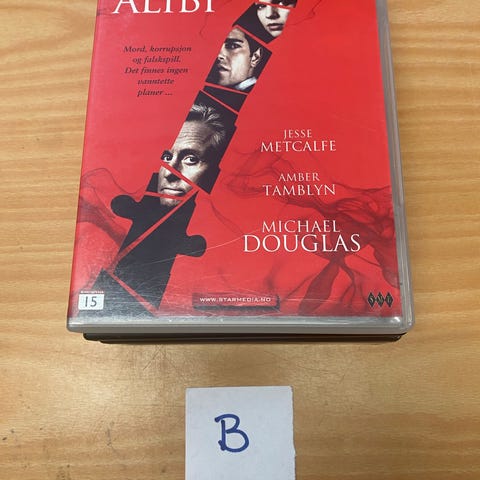 ALIBI
Mord, korrupsjon
og falskspill.
Det finnes ingen
vanntette
planer ...
JESSE
METCALFE
AMBER
TAMBLYN
MICHAEL
DOUGLAS
15
WWW.STARMEDIA.NO
SME
B